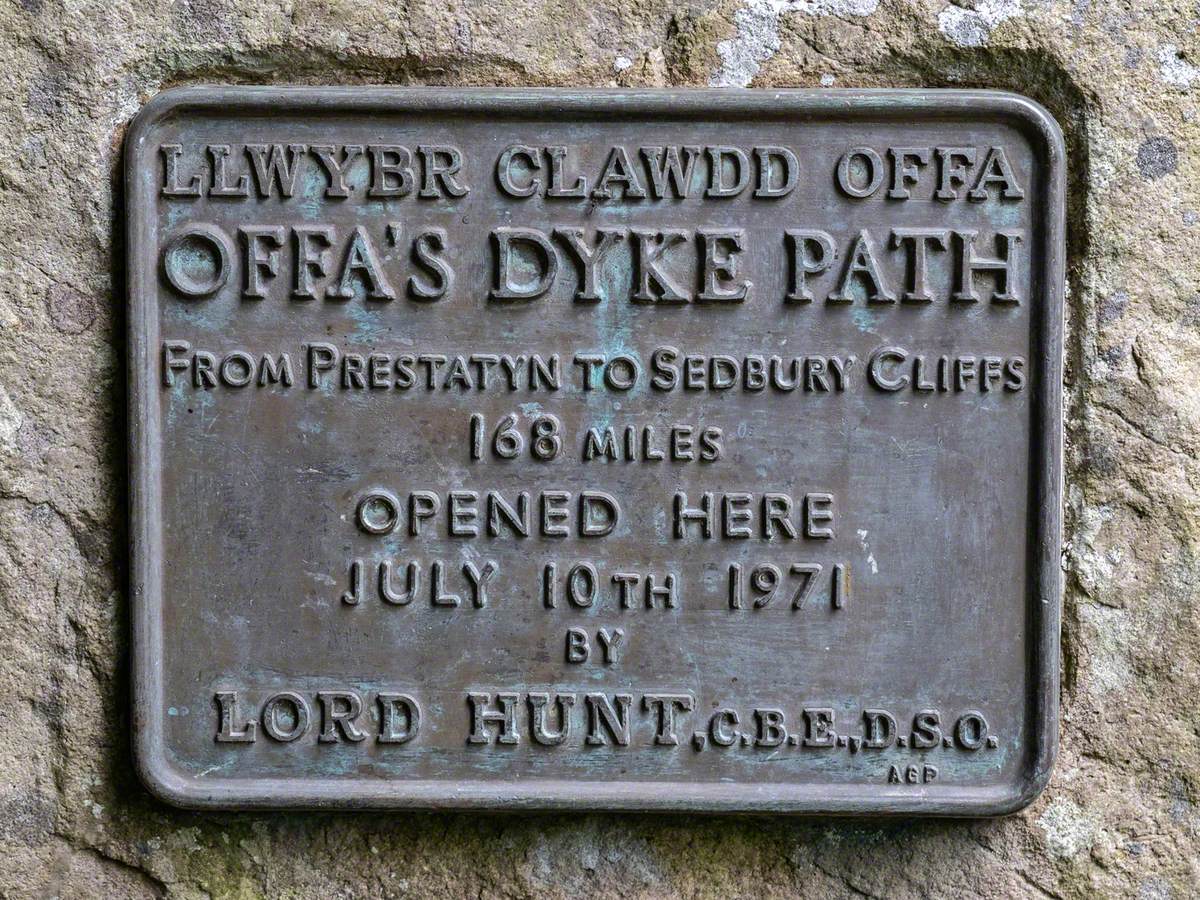 LLWYBR CLAWDD OFFA
OFFA'S DYKE PATH
FROM PRESTATYN TO SEDBURY CLIFFS
168 MILES
OPENED HERE
JULY 10TH 1971
BY
LORD HUNT, C.B.E., D.S.O.
AGP